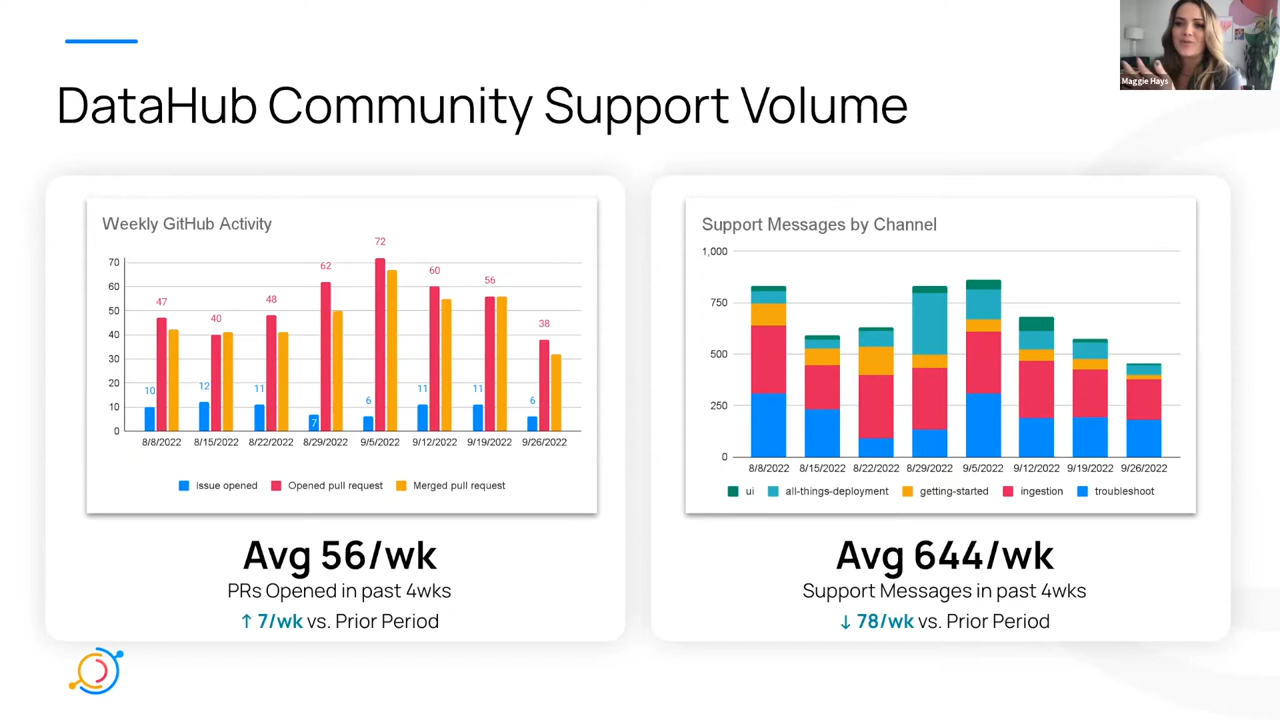 Maggie Hays
DataHub Community Support Volume
Weekly GitHub Activity
70
60
50
40
30
20
10
0
47
40
48
62
72
60
56
38
10
12
11
7
6
11
11
6
8/8/2022 8/15/2022 8/22/2022 8/29/2022 9/5/2022 9/12/2022 9/19/2022 9/26/2022
Issue opened Opened pull request Merged pull request
Avg 56/wk
PRs Opened in past 4wks
↑ 7/wk vs. Prior Period
Support Messages by Channel
1,000
750
500
250
0
8/8/2022 8/15/2022 8/22/2022 8/29/2022 9/5/2022 9/12/2022 9/19/2022 9/26/2022
ui all-things-deployment getting-started ingestion troubleshoot
Avg 644/wk
Support Messages in past 4wks
↓ 78/wk vs. Prior Period